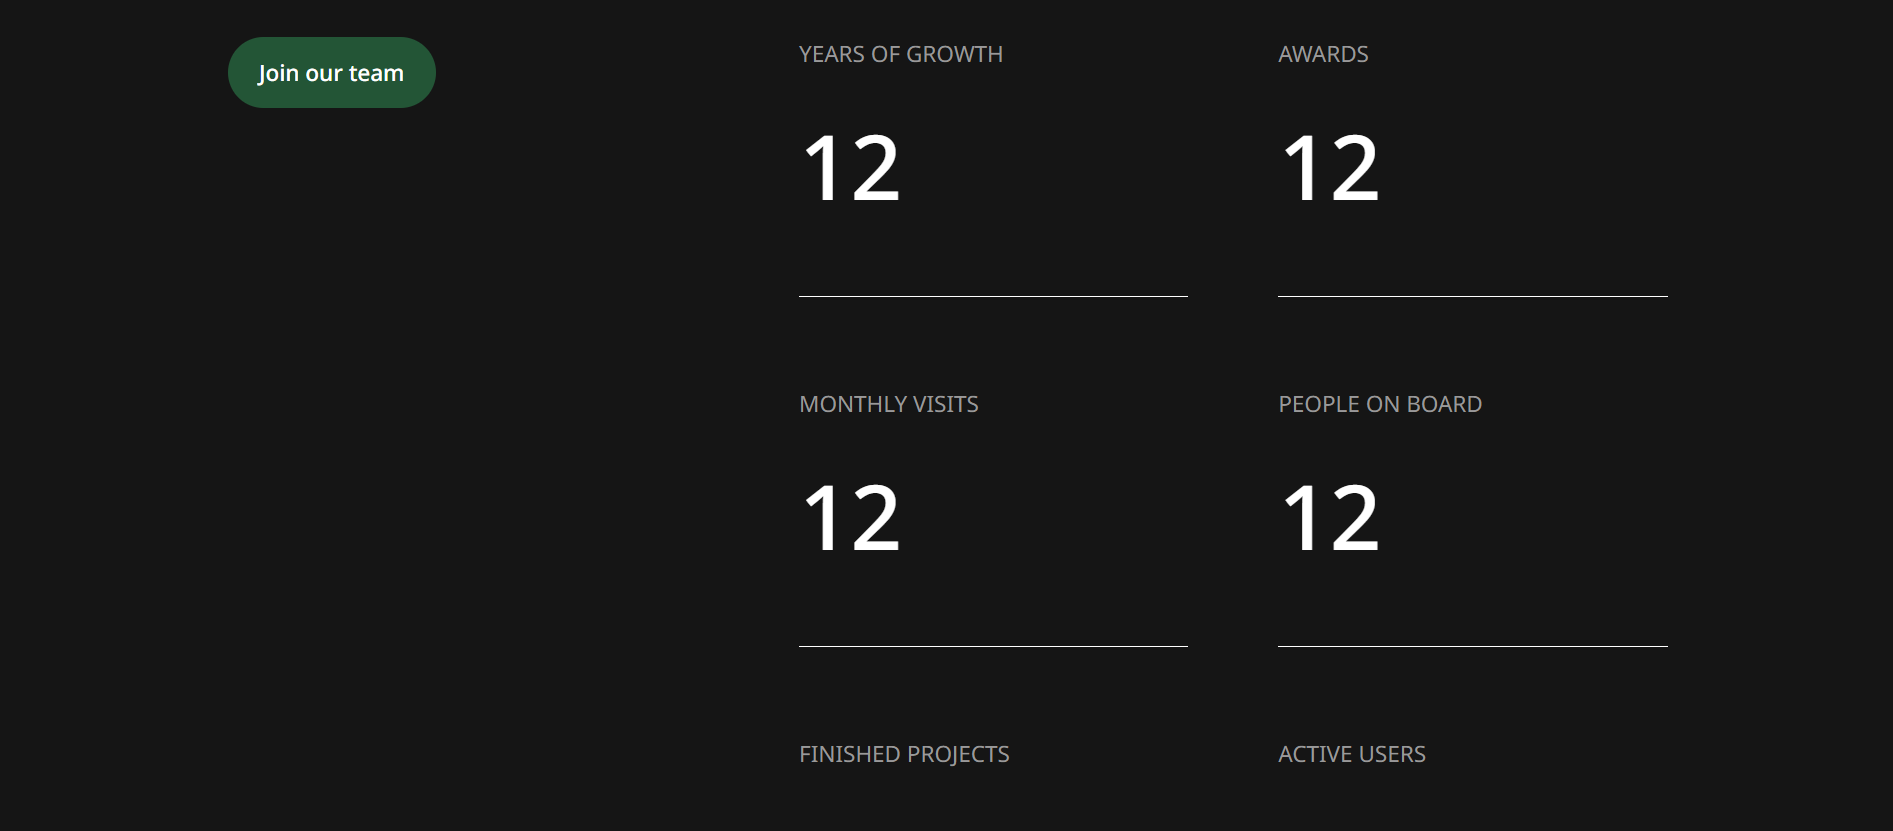 Join our team
YEARS OF GROWTH
AWARDS
12
12
MONTHLY VISITS
PEOPLE ON BOARD
12
12
FINISHED PROJECTS
ACTIVE USERS